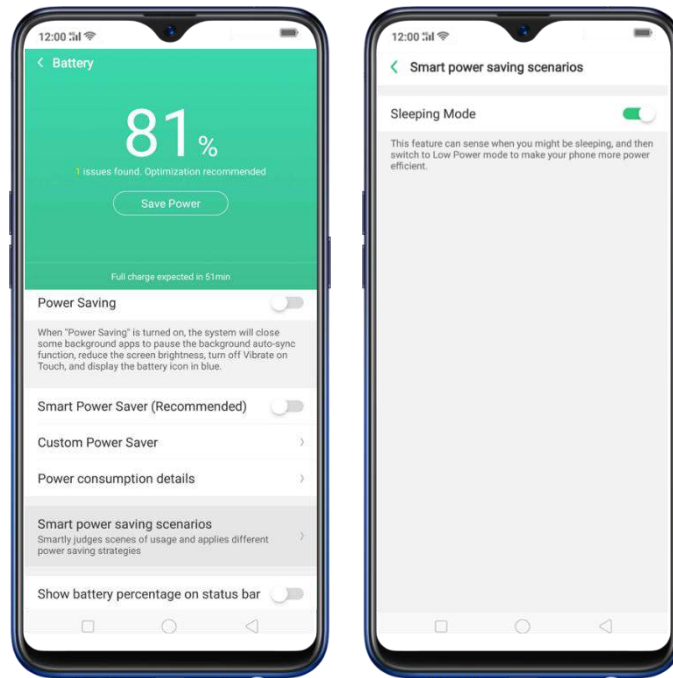 12:00
Battery
81%
1 issues found. Optimization recommended
Save Power
Full charge expected in 51min
Power Saving
When "Power Saving" is turned on, the system will close
some background apps to pause the background auto-sync
function, reduce the screen brightness, turn off Vibrate on
Touch, and display the battery icon in blue.
Smart Power Saver (Recommended)
Custom Power Saver
Power consumption details
Smart power saving scenarios
Smartly judges scenes of usage and applies different
power saving strategies
Show battery percentage on status bar
12:00
Smart power saving scenarios
Sleeping Mode
This feature can sense when you might be sleeping, and then
switch to Low Power mode to make your phone more power
efficient.